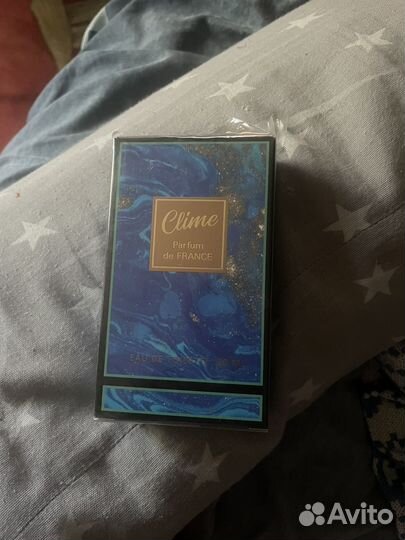 Clime
Parfum
de FRANCE
EAU DE
Avito